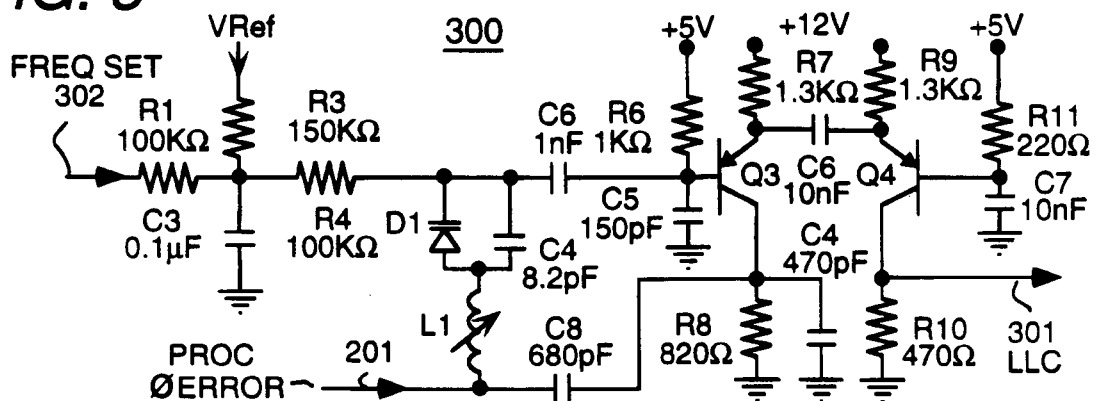 IG. 3
VRef
300
+5V
+12V
+5V
FREQ SET
302
R1
100KΩ
R3
150KΩ
C6
1nF
R6
1KΩ
R7
1.3KΩ
R9
1.3KΩ
R11
220Ω
Q3
C6
10nF
Q4
C7
10nF
C3
0.1μF
R4
100KΩ
D1
C4
8.2pF
C5
150pF
C4
470pF
L1
C8
680pF
R8
820Ω
R10
470Ω
301
LLC
PROC
ØERROR
201